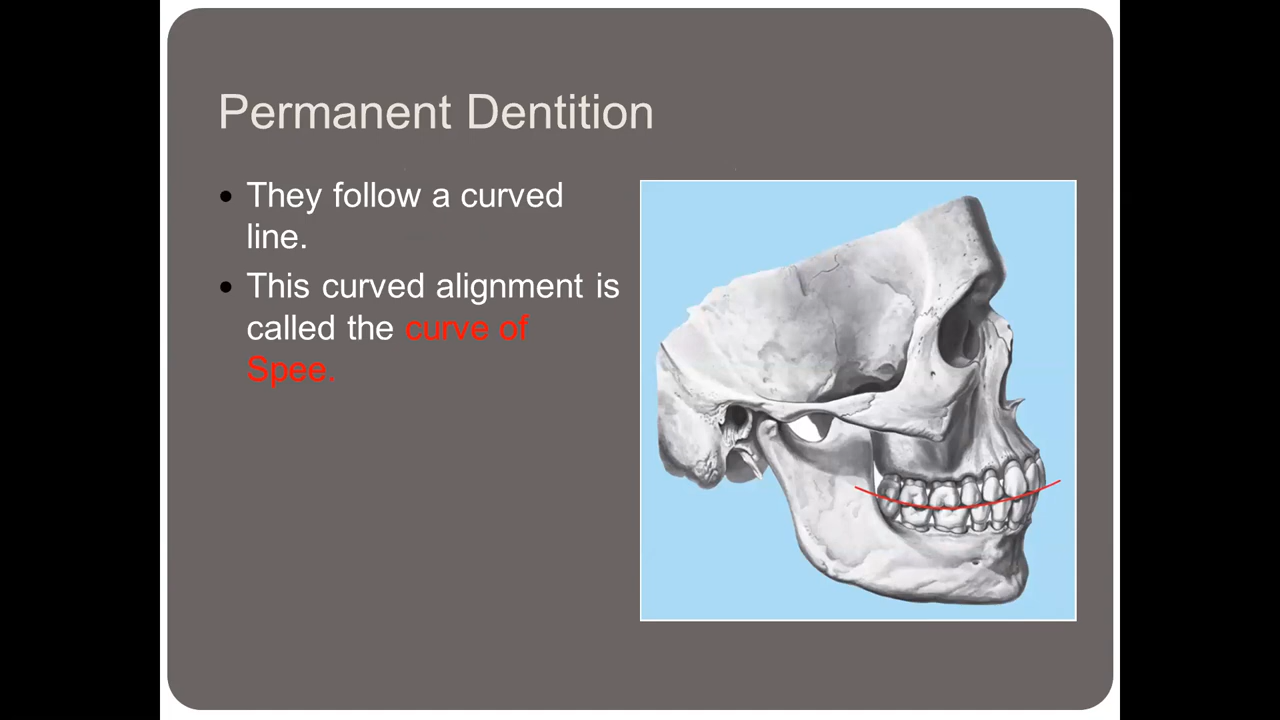 Permanent Dentition
• They follow a curved
line.
• This curved alignment is
called the curve of
Spee.